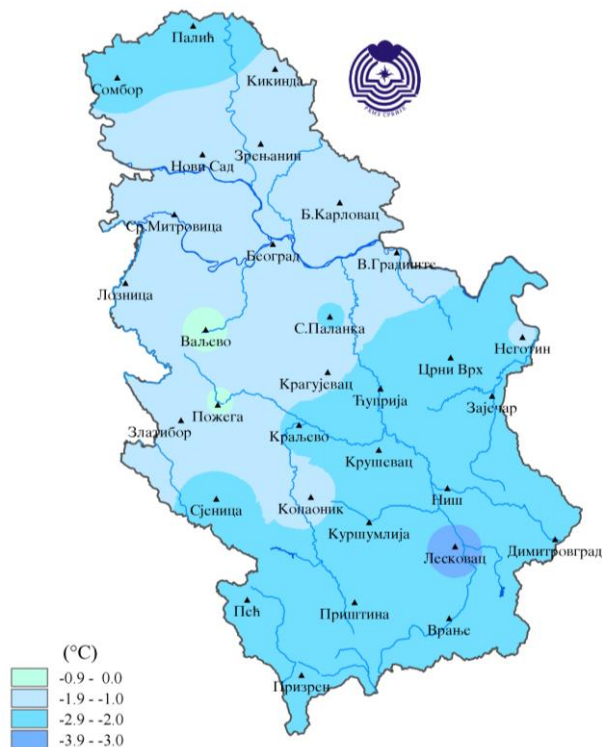 Палић
Сомбор
Кикинда
Зрењанин
Нови Сад
Б.Карловац
Ср.Митровица
Београд
В.Градиште
Лозница
Ваљево
С.Паланка
Неготин
Црни Врх
Крагујевац
Ћуприја
Зајечар
Пожега
Златибор
Краљево
Крушевац
Сјеница
Копаоник
Ниш
Куршумлија
Лесковац
Димитровград
Пећ
Приштина
Врање
Призрен
(°C)
-0.9 - 0.0
-1.9 - -1.0
-2.9 - -2.0
-3.9 - -3.0